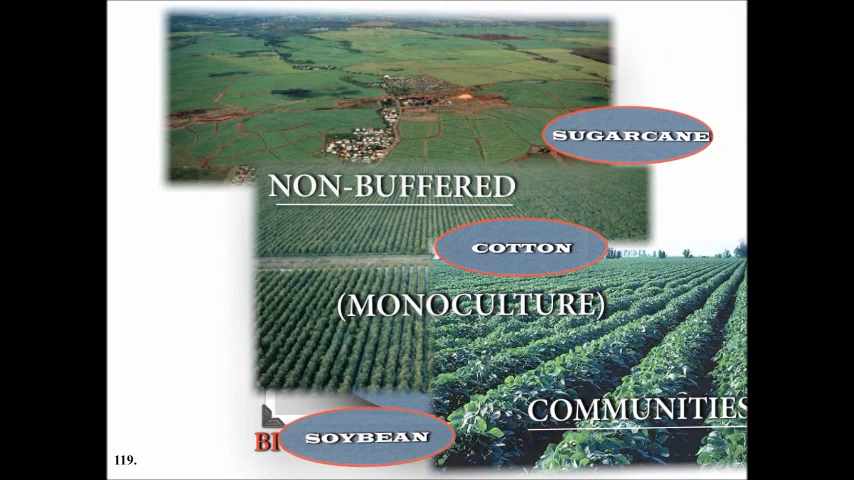 SUGARCANE
NON-BUFFERED
COTTON
(MONOCULTURE)
COMMUNITIES
SOYBEAN
119.